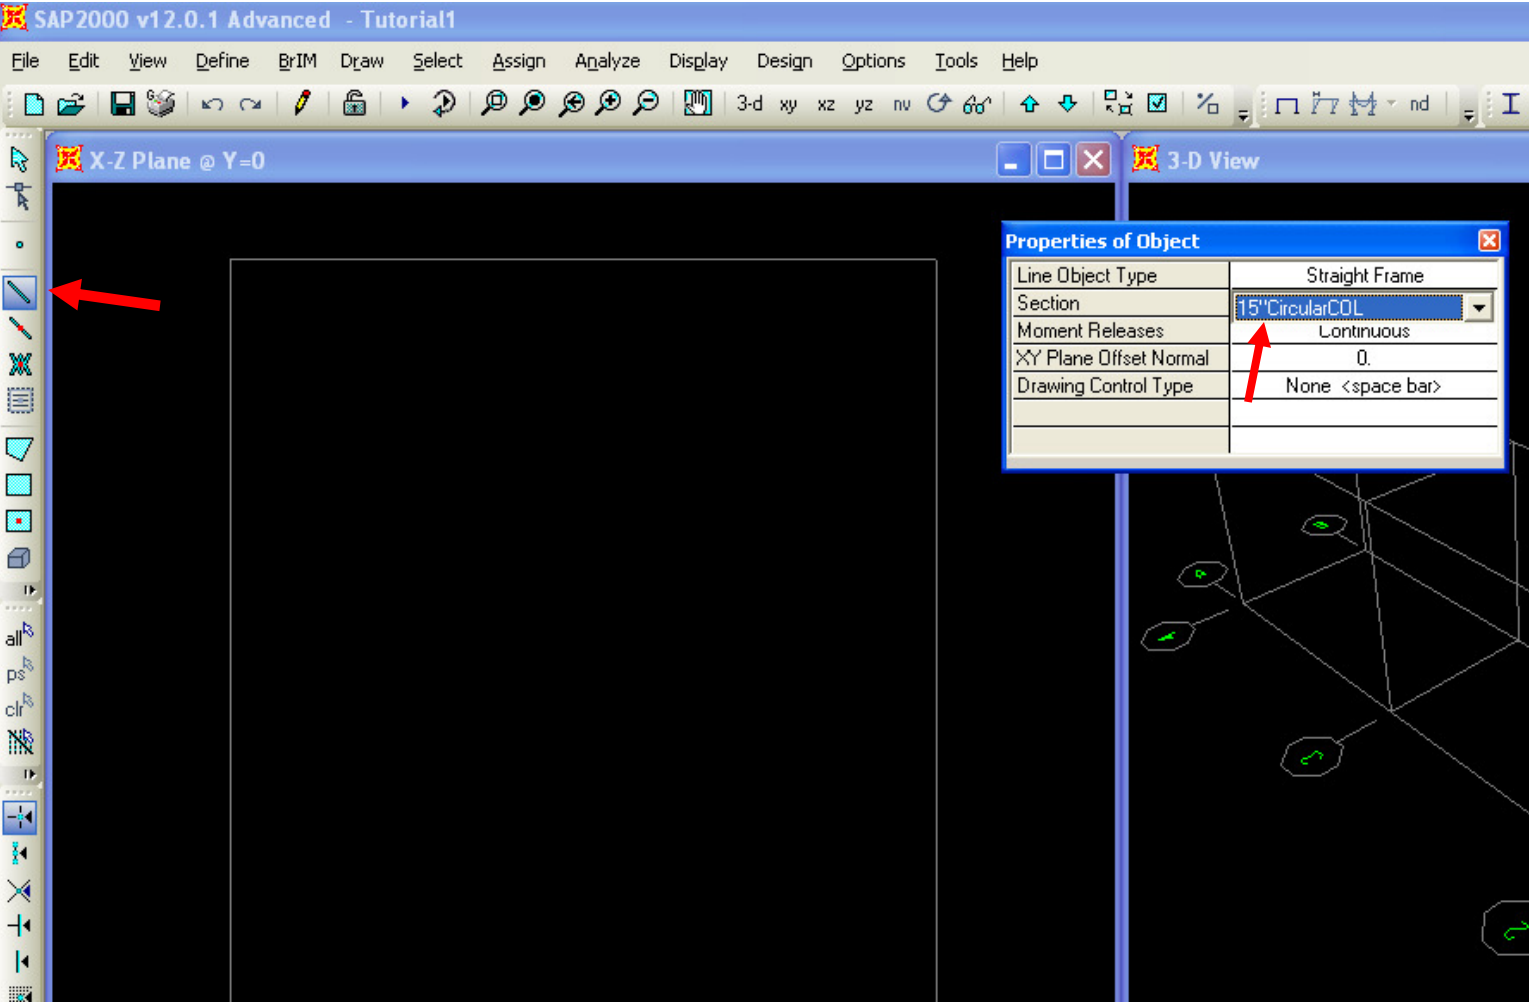 SAP2000 v12.0.1 Advanced - Tutorial1
File Edit View Define BrIM Draw Select Assign Analyze Display Design Options Tools Help
3-d xy xz yz nv nd
X-Z Plane @ Y=0
3-D View
Properties of Object
Line Object Type Straight Frame
Section 15"CircularCOL
Moment Releases Continuous
XY Plane Offset Normal 0.
Drawing Control Type None <space bar>
all
ps
clr